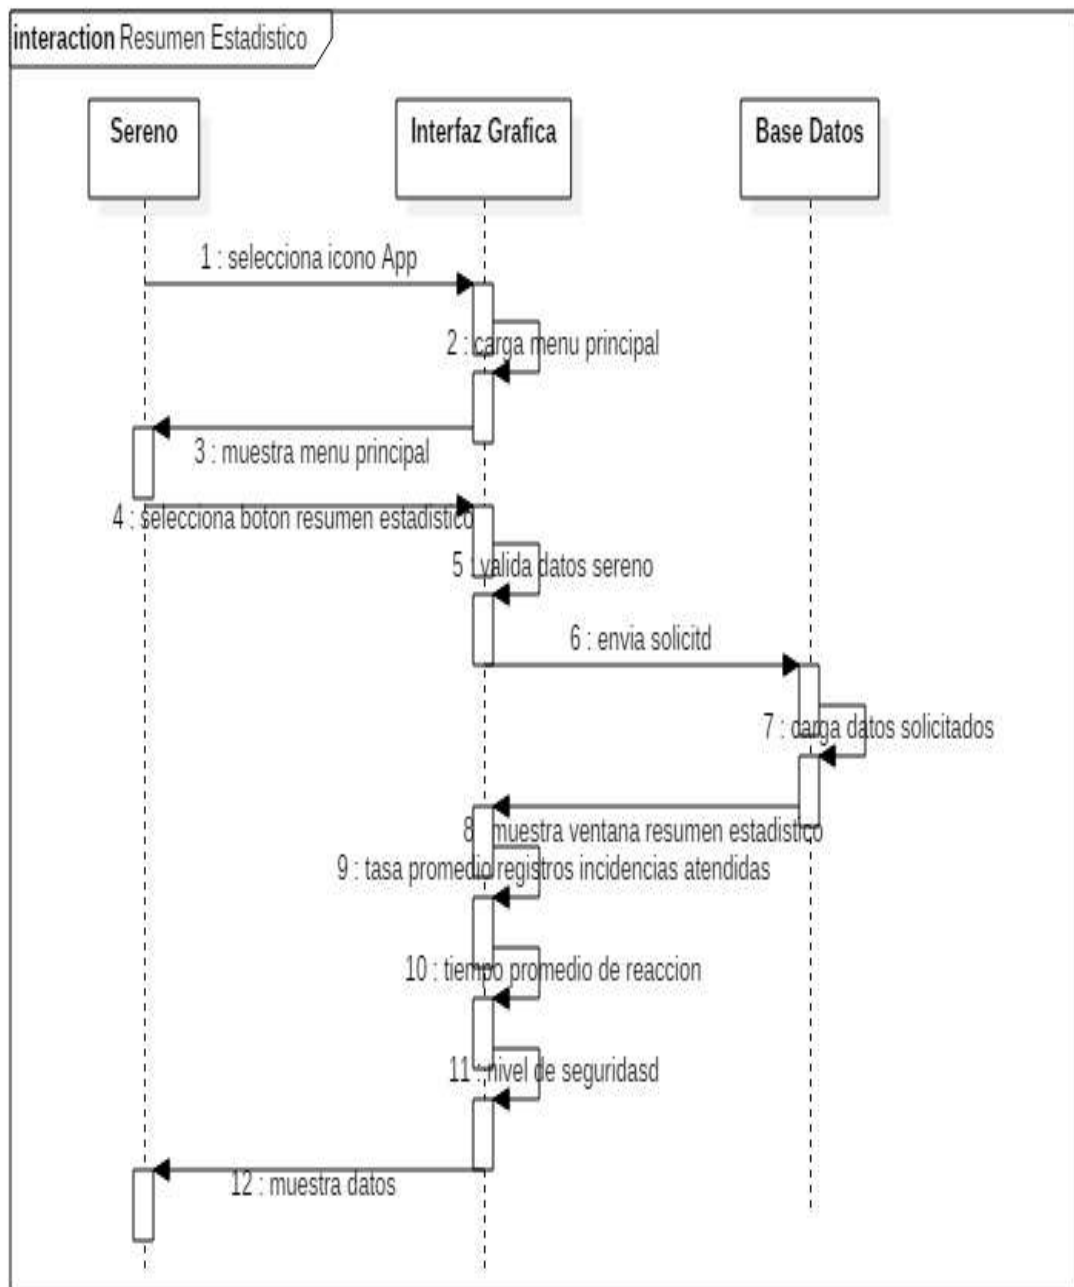 interaction Resumen Estadistico
Sereno
Interfaz Grafica
Base Datos
1 : selecciona icono App
2 : carga menu principal
3 : muestra menu principal
4 : selecciona boton resumen estadistico
5 : valida datos sereno
6 : envia solicitd
7 : carga datos solicitados
8 : muestra ventana resumen estadistico
9 : tasa promedio registros incidencias atendidas
10 : tiempo promedio de reaccion
11 : nivel de seguridasd
12 : muestra datos